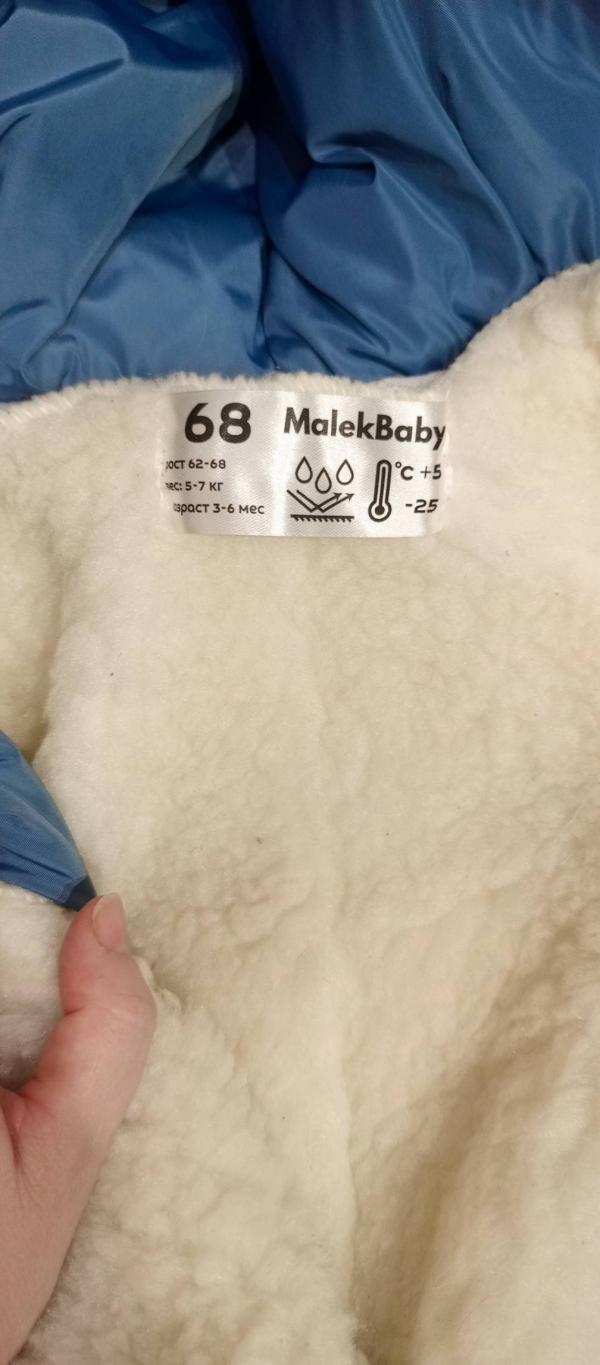 68 MalekBaby
рост 62-68
вес: 5-7 кг
возраст 3-6 мес
°C +5
-25